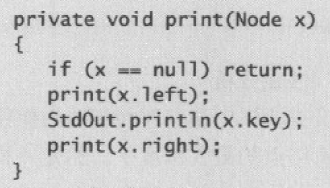 private void print(Node x)
{
if (x == null) return;
print(x.left);
StdOut.println(x.key);
print(x.right);
}